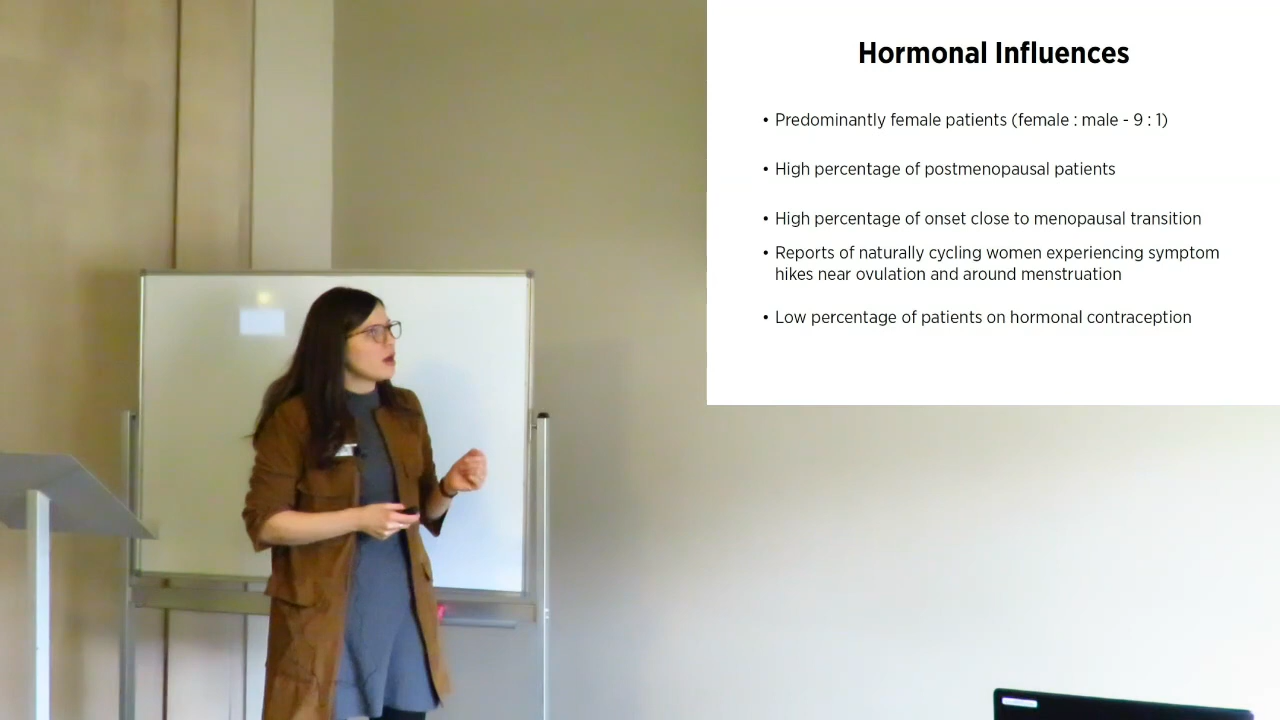 Hormonal Influences
• Predominantly female patients (female : male - 9 : 1)
• High percentage of postmenopausal patients
• High percentage of onset close to menopausal transition
• Reports of naturally cycling women experiencing symptom
hikes near ovulation and around menstruation
• Low percentage of patients on hormonal contraception